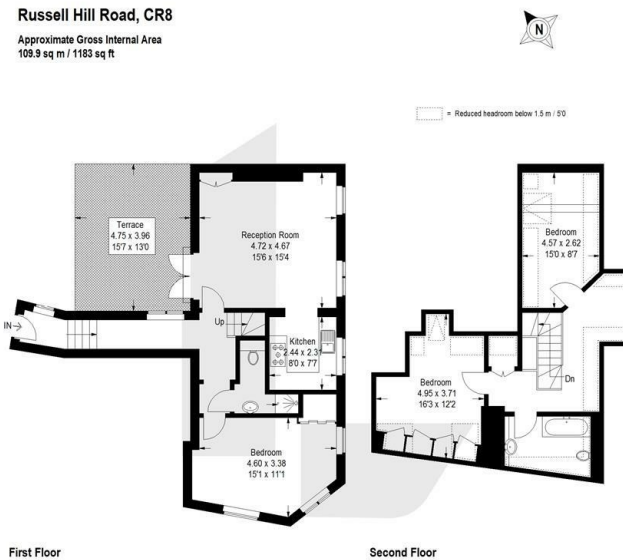 Russell Hill Road, CR8
Approximate Gross Internal Area
109.9 sq m / 1183 sq ft
N
= Reduced headroom below 1.5 m / 5'0
Terrace
4.75 x 3.96
15'7 x 13'0
Reception Room
4.72 x 4.67
15'6 x 15'4
IN
Up
Kitchen
2.44 x 2.31
8'0 x 7'7
Bedroom
4.60 x 3.38
15'1 x 11'1
Bedroom
4.57 x 2.62
15'0 x 8'7
Bedroom
4.95 x 3.71
16'3 x 12'2
Dn
First Floor
Second Floor